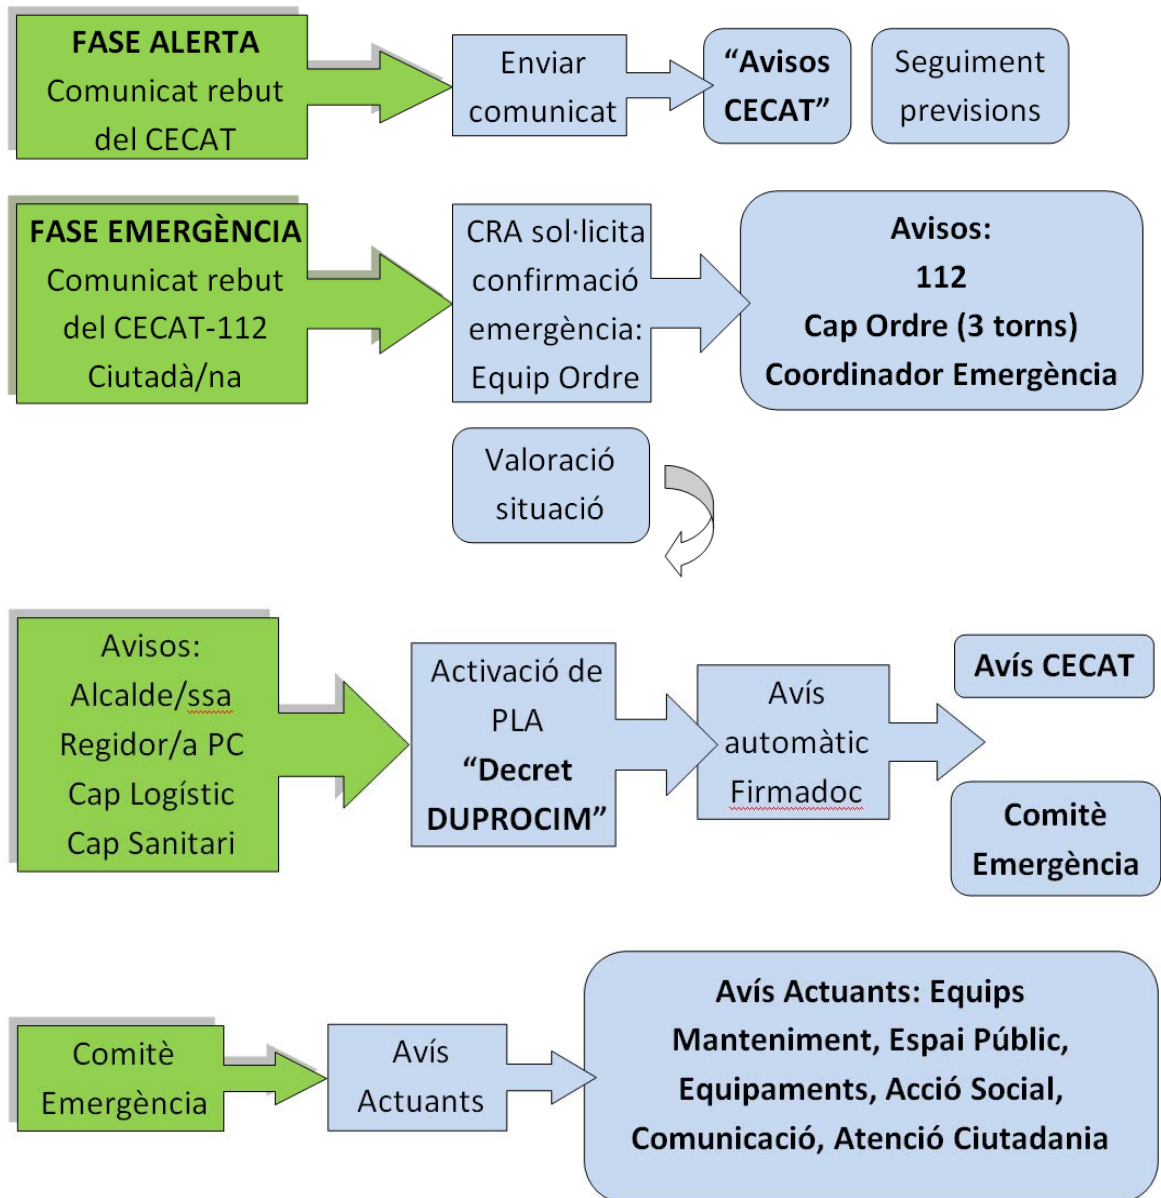 FASE ALERTA
Comunicat rebut
del CECAT
Enviar
comunicat
“Avisos
CECAT”
Seguiment
previsions
FASE EMERGÈNCIA
Comunicat rebut
del CECAT-112
Ciutadà/na
CRA sol·licita
confirmació
emergència:
Equip Ordre
Avisos:
112
Cap Ordre (3 torns)
Coordinador Emergència
Valoració
situació
Avisos:
Alcalde/ssa
Regidor/a PC
Cap Logístic
Cap Sanitari
Activació de
PLA
“Decret
DUPROCIM”
Avís
automàtic
Firmadoc
Avís CECAT
Comitè
Emergència
Comitè
Emergència
Avís
Actuants
Avís Actuants: Equips
Manteniment, Espai Públic,
Equipaments, Acció Social,
Comunicació, Atenció Ciutadania